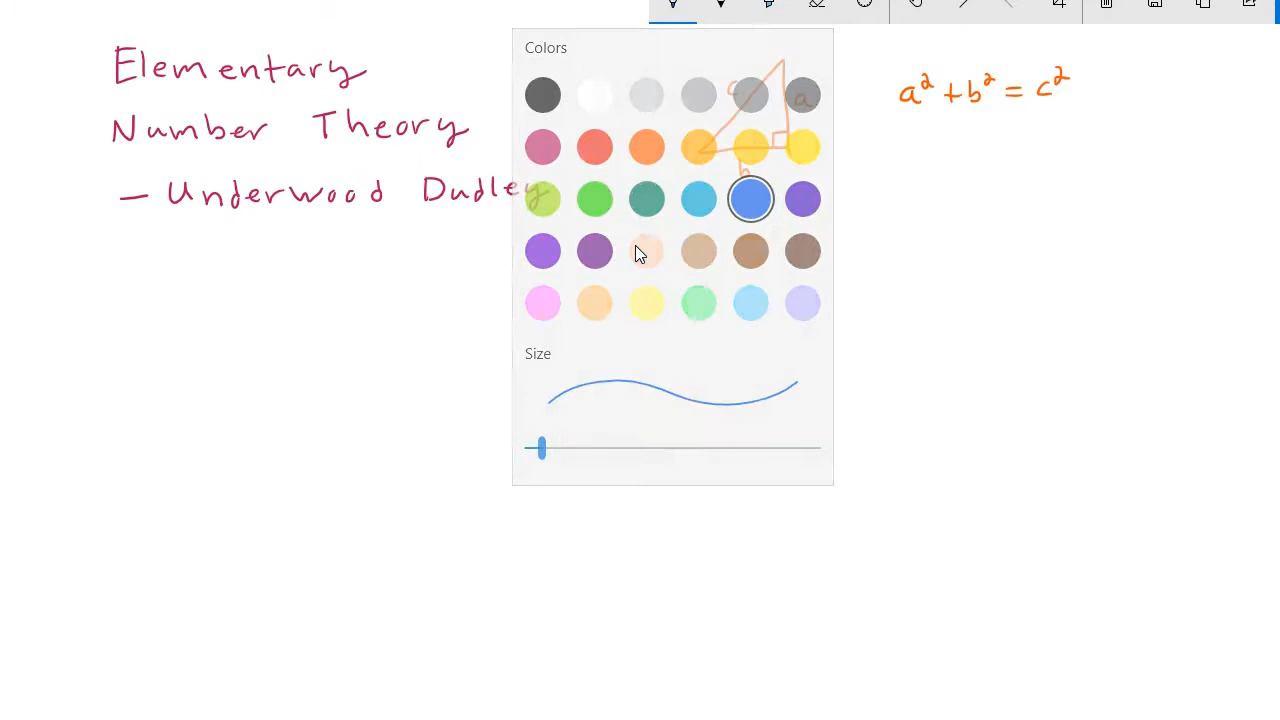 Elementary
Number Theory
— Underwood Dudley
Colors
c
a
b
Size
a² + b² = c²